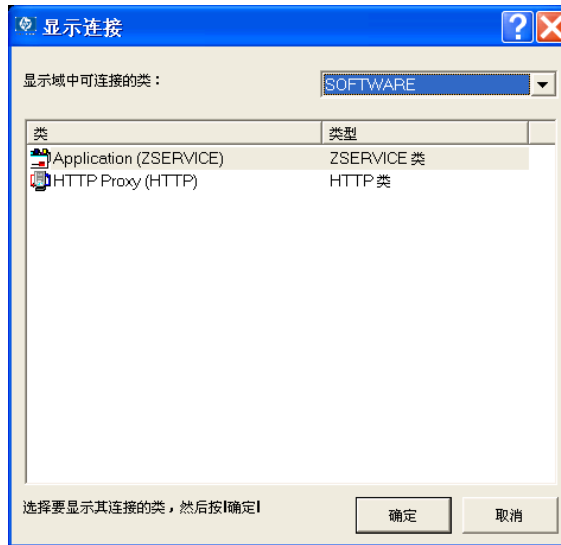 显示连接
显示域中可连接的类： SOFTWARE
类 类型
Application (ZSERVICE) ZSERVICE 类
HTTP Proxy (HTTP) HTTP 类
选择要显示其连接的类，然后按|确定|
确定 取消